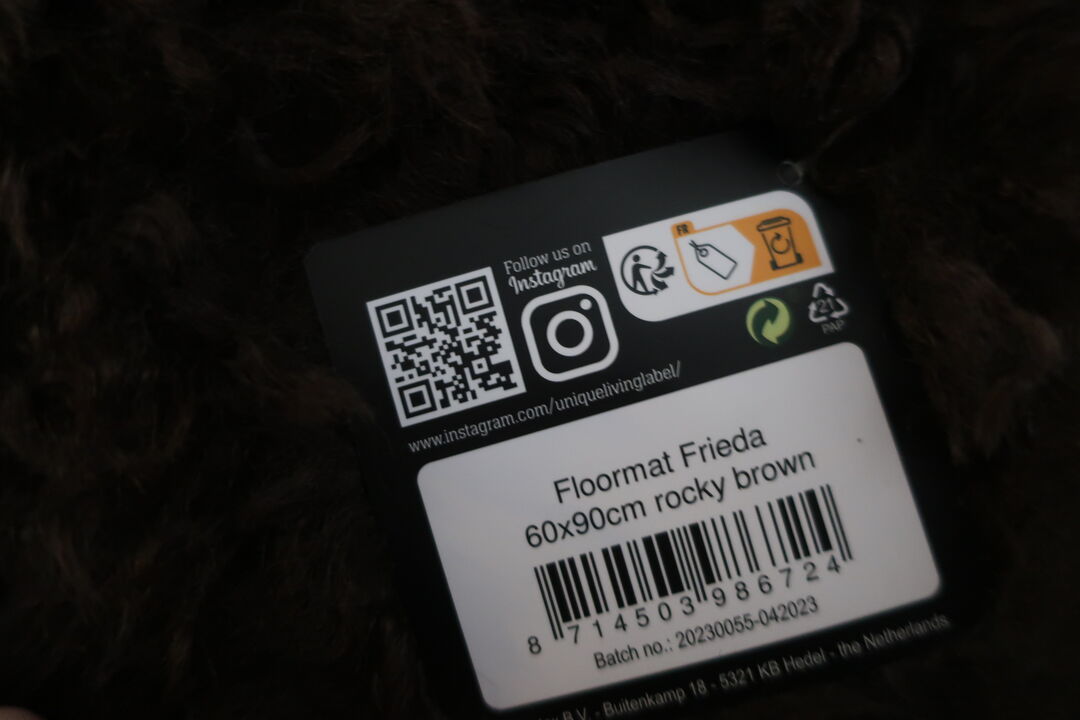 Follow us on
Instagram
FR
21
PAP
www.instagram.com/uniquelivinglabel/
Floormat Frieda
60x90cm rocky brown
8 714503 986724
Batch no.: 20230055-042023
B.V. - Buitenkamp 18 - 5321 KB Hedel - the Netherlands